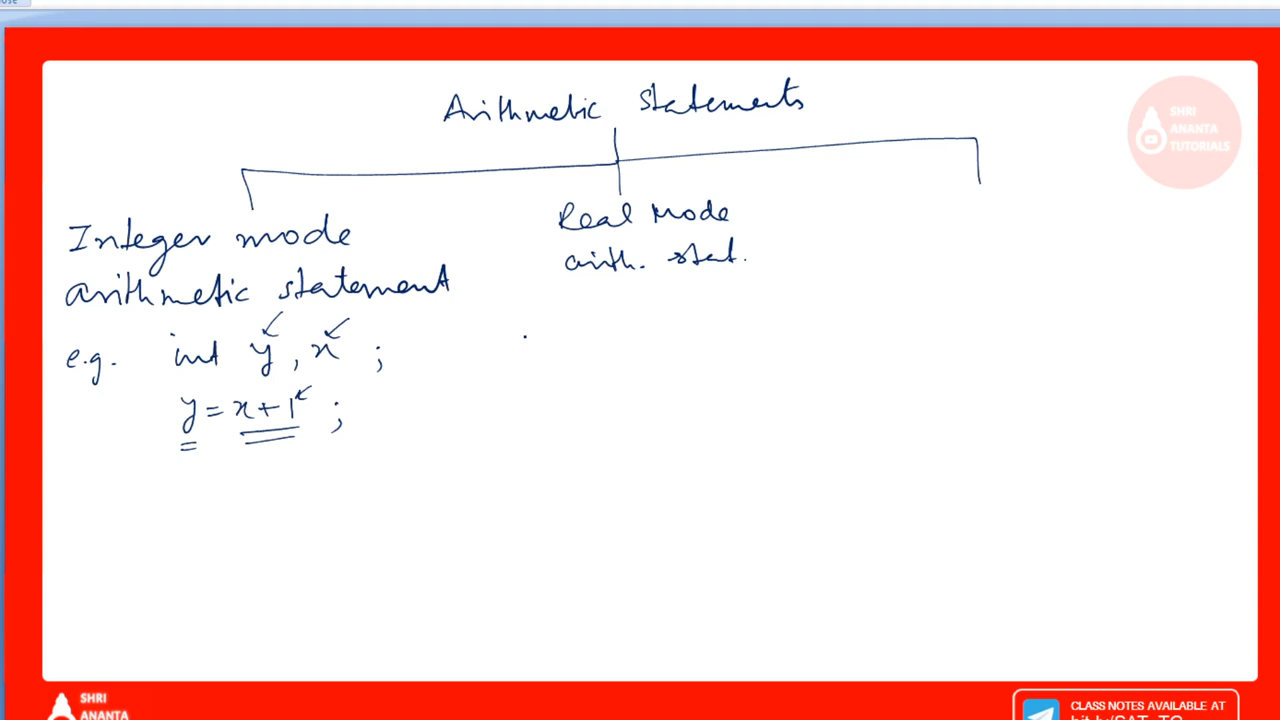 Arithmetic statements
Integer mode
arithmetic statement
e.g. int y, x ;
y = x+1 ;
Real Mode
arith. stat.
SHRI
ANANTA
TUTORIALS
SHRI
ANANTA
CLASS NOTES AVAILABLE AT